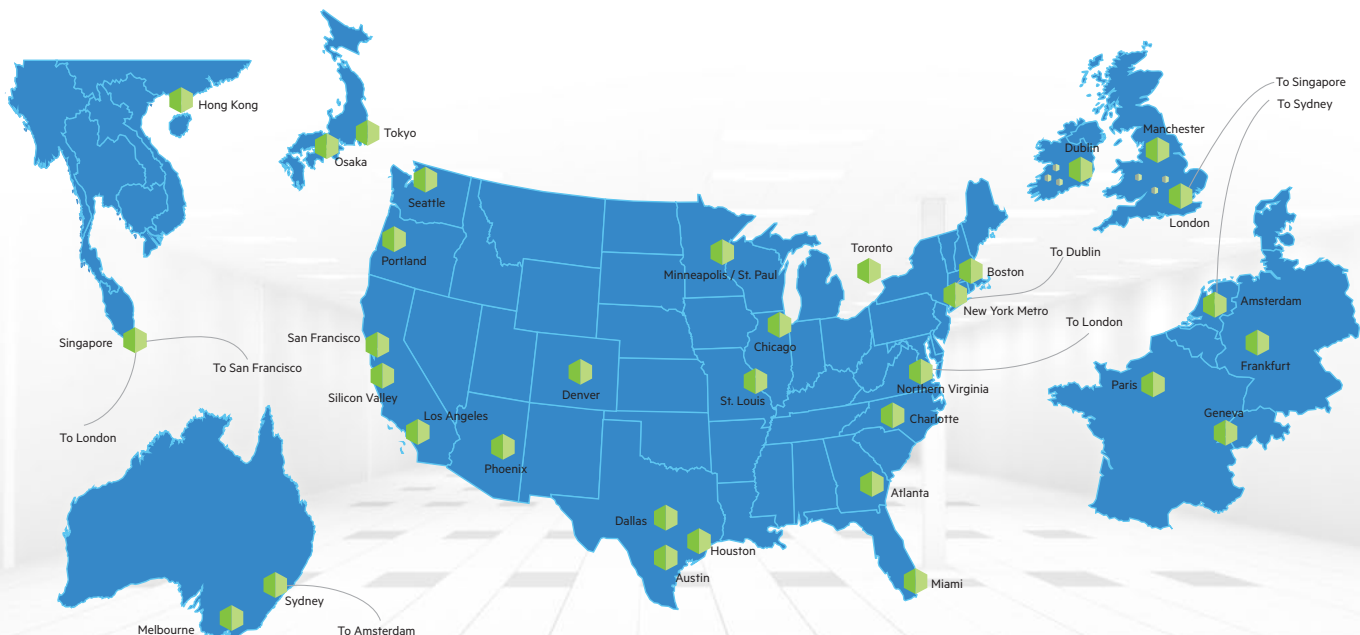 Hong Kong
Tokyo
Osaka
Singapore
To San Francisco
To London
Sydney
Melbourne
To Amsterdam
Seattle
Portland
San Francisco
Silicon Valley
Los Angeles
Phoenix
Denver
Minneapolis / St. Paul
Chicago
St. Louis
Dallas
Houston
Austin
Toronto
Boston
New York Metro
To Dublin
To London
Northern Virginia
Charlotte
Atlanta
Miami
To Singapore
To Sydney
Manchester
Dublin
London
Amsterdam
Frankfurt
Paris
Geneva